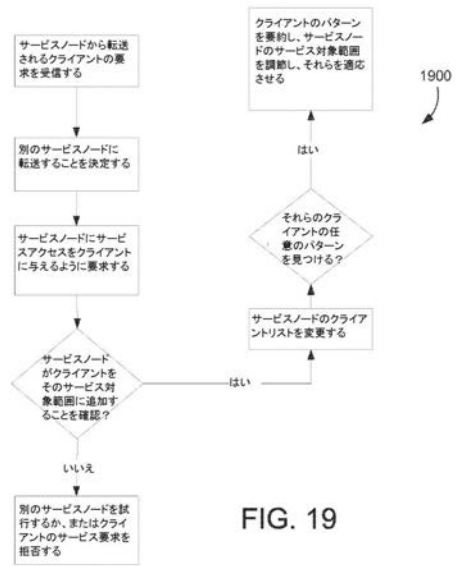 サービスノードから転送
されるクライアントの要
求を受信する
別のサービスノードに
転送することを決定する
サービスノードにサービ
スアクセスをクライアント
に与えるように要求する
サービスノード
がクライアントを
そのサービス対
象範囲に追加す
ることを確認?
いいえ
別のサービスノードを試
行するか、またはクライ
アントのサービス要求を
拒否する
はい
サービスノードのクライア
ントリストを変更する
それらのクラ
イアントの任
意のパターン
を見つける?
はい
クライアントのパターン
を要約し、サービスノー
ドのサービス対象範囲
を調節し、それらを適応
させる
1900
FIG. 19